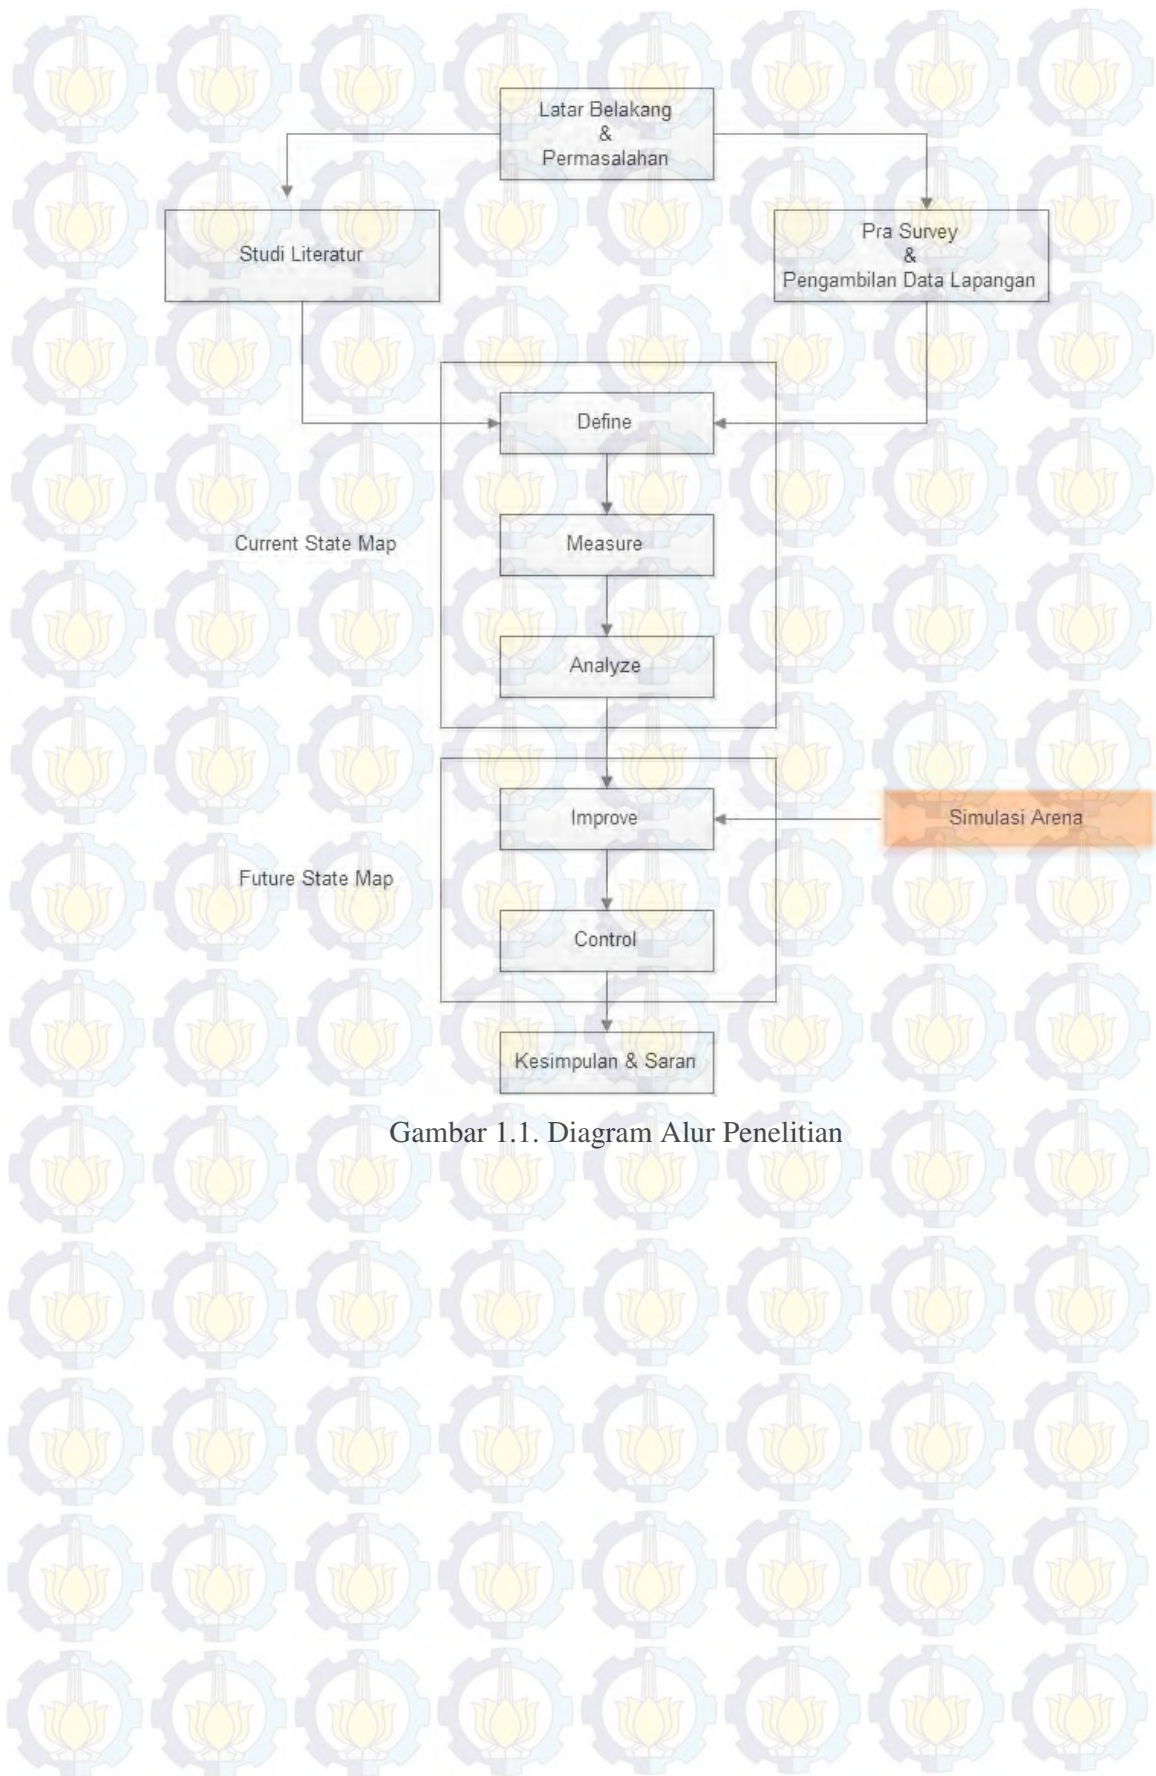 Latar Belakang
&
Permasalahan
Studi Literatur
Pra Survey
&
Pengambilan Data Lapangan
Define
Current State Map
Measure
Analyze
Improve
Simulasi Arena
Future State Map
Control
Kesimpulan & Saran
Gambar 1.1. Diagram Alur Penelitian